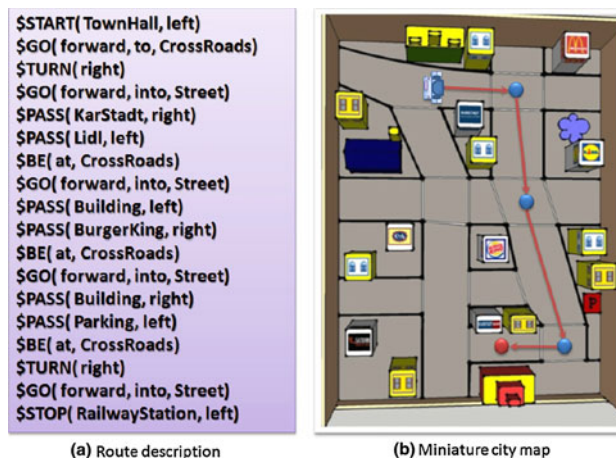 $START( TownHall, left)
$GO( forward, to, CrossRoads)
$TURN( right)
$GO( forward, into, Street)
$PASS( KarStadt, right)
$PASS( Lidl, left)
$BE( at, CrossRoads)
$GO( forward, into, Street)
$PASS( Building, left)
$PASS( BurgerKing, right)
$BE( at, CrossRoads)
$GO( forward, into, Street)
$PASS( Building, right)
$PASS( Parking, left)
$BE( at, CrossRoads)
$TURN( right)
$GO( forward, into, Street)
$STOP( RailwayStation, left)
P
(a) Route description
(b) Miniature city map